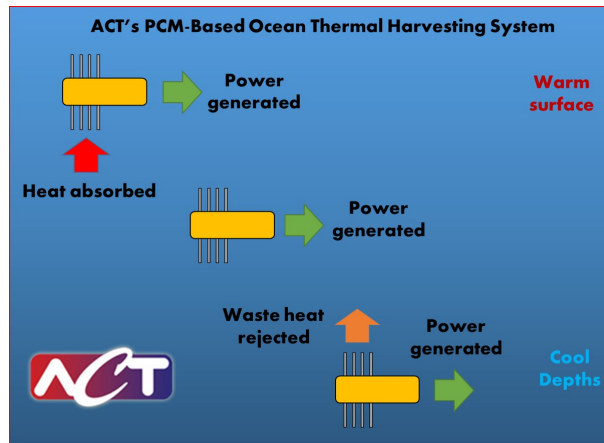 ACT's PCM-Based Ocean Thermal Harvesting System
Power
generated
Warm
surface
Heat absorbed
Power
generated
Waste heat
rejected
Power
generated
Cool
Depths
ACT